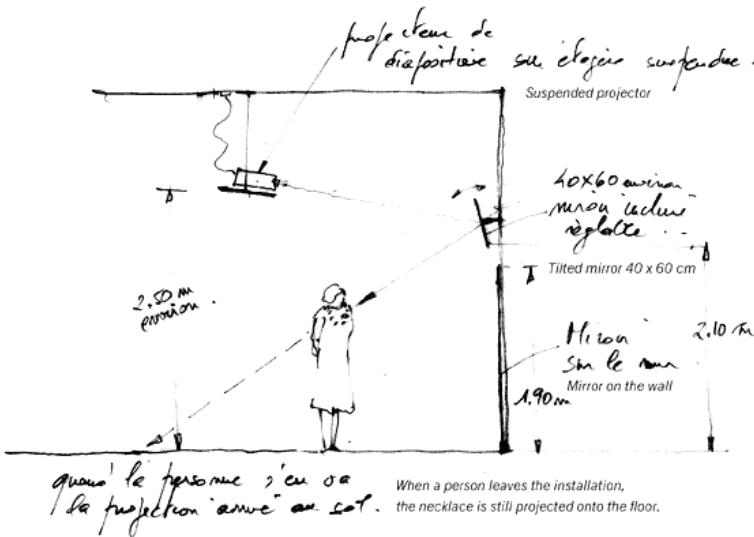 projecteur de
diapositive sur étagère suspendue.
Suspended projector
40x60 environ
miroir incliné
réglable ...
Tilted mirror 40 x 60 cm
2.50 m
environ.
2.10 m
Miroir
sur le mur
Mirror on the wall
1.90 m
quand la personne s'en va
la projection arrive au sol.
When a person leaves the installation,
the necklace is still projected onto the floor.